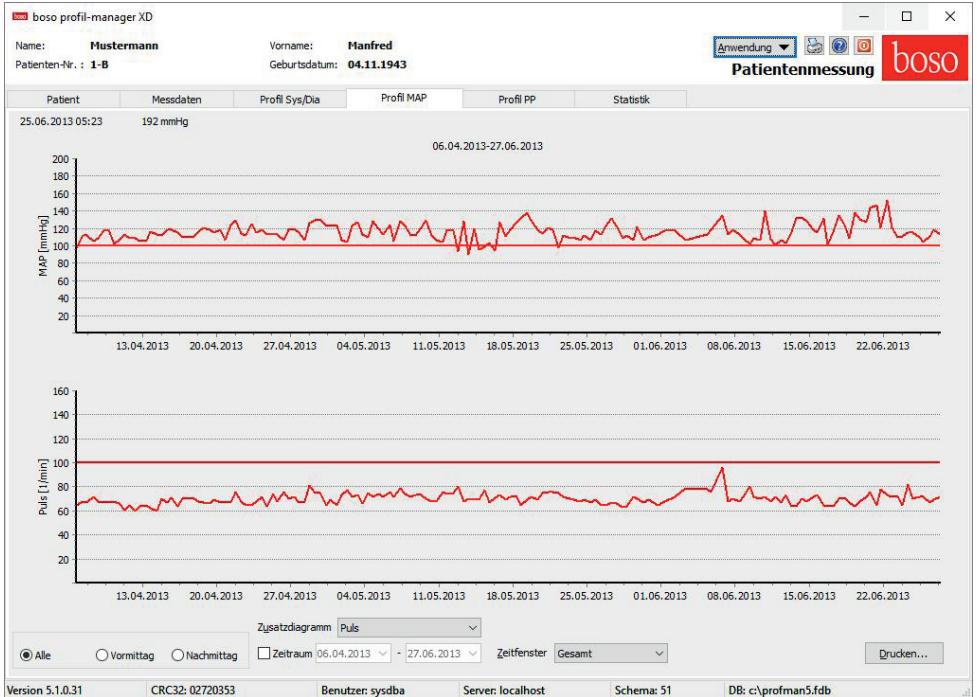 boso boso profil-manager XD
Name: Mustermann Vorname: Manfred Anwendung
Patienten-Nr. : 1-B Geburtsdatum: 04.11.1943 Patientenmessung boso
Patient Messdaten Profil Sys/Dia Profil MAP Profil PP Statistik
25.06.2013 05:23 192 mmHg
06.04.2013-27.06.2013
MAP [mmHg]
200
180
160
140
120
100
80
60
40
20
13.04.2013 20.04.2013 27.04.2013 04.05.2013 11.05.2013 18.05.2013 25.05.2013 01.06.2013 08.06.2013 15.06.2013 22.06.2013
Puls [1/min]
160
140
120
100
80
60
40
20
13.04.2013 20.04.2013 27.04.2013 04.05.2013 11.05.2013 18.05.2013 25.05.2013 01.06.2013 08.06.2013 15.06.2013 22.06.2013
Zusatzdiagramm Puls
Alle Vormittag Nachmittag Zeitraum 06.04.2013 - 27.06.2013 Zeitfenster Gesamt Drucken...
Version 5.1.0.31 CRC32: 02720353 Benutzer: sysdba Server: localhost Schema: 51 DB: c:\profman5.fdb